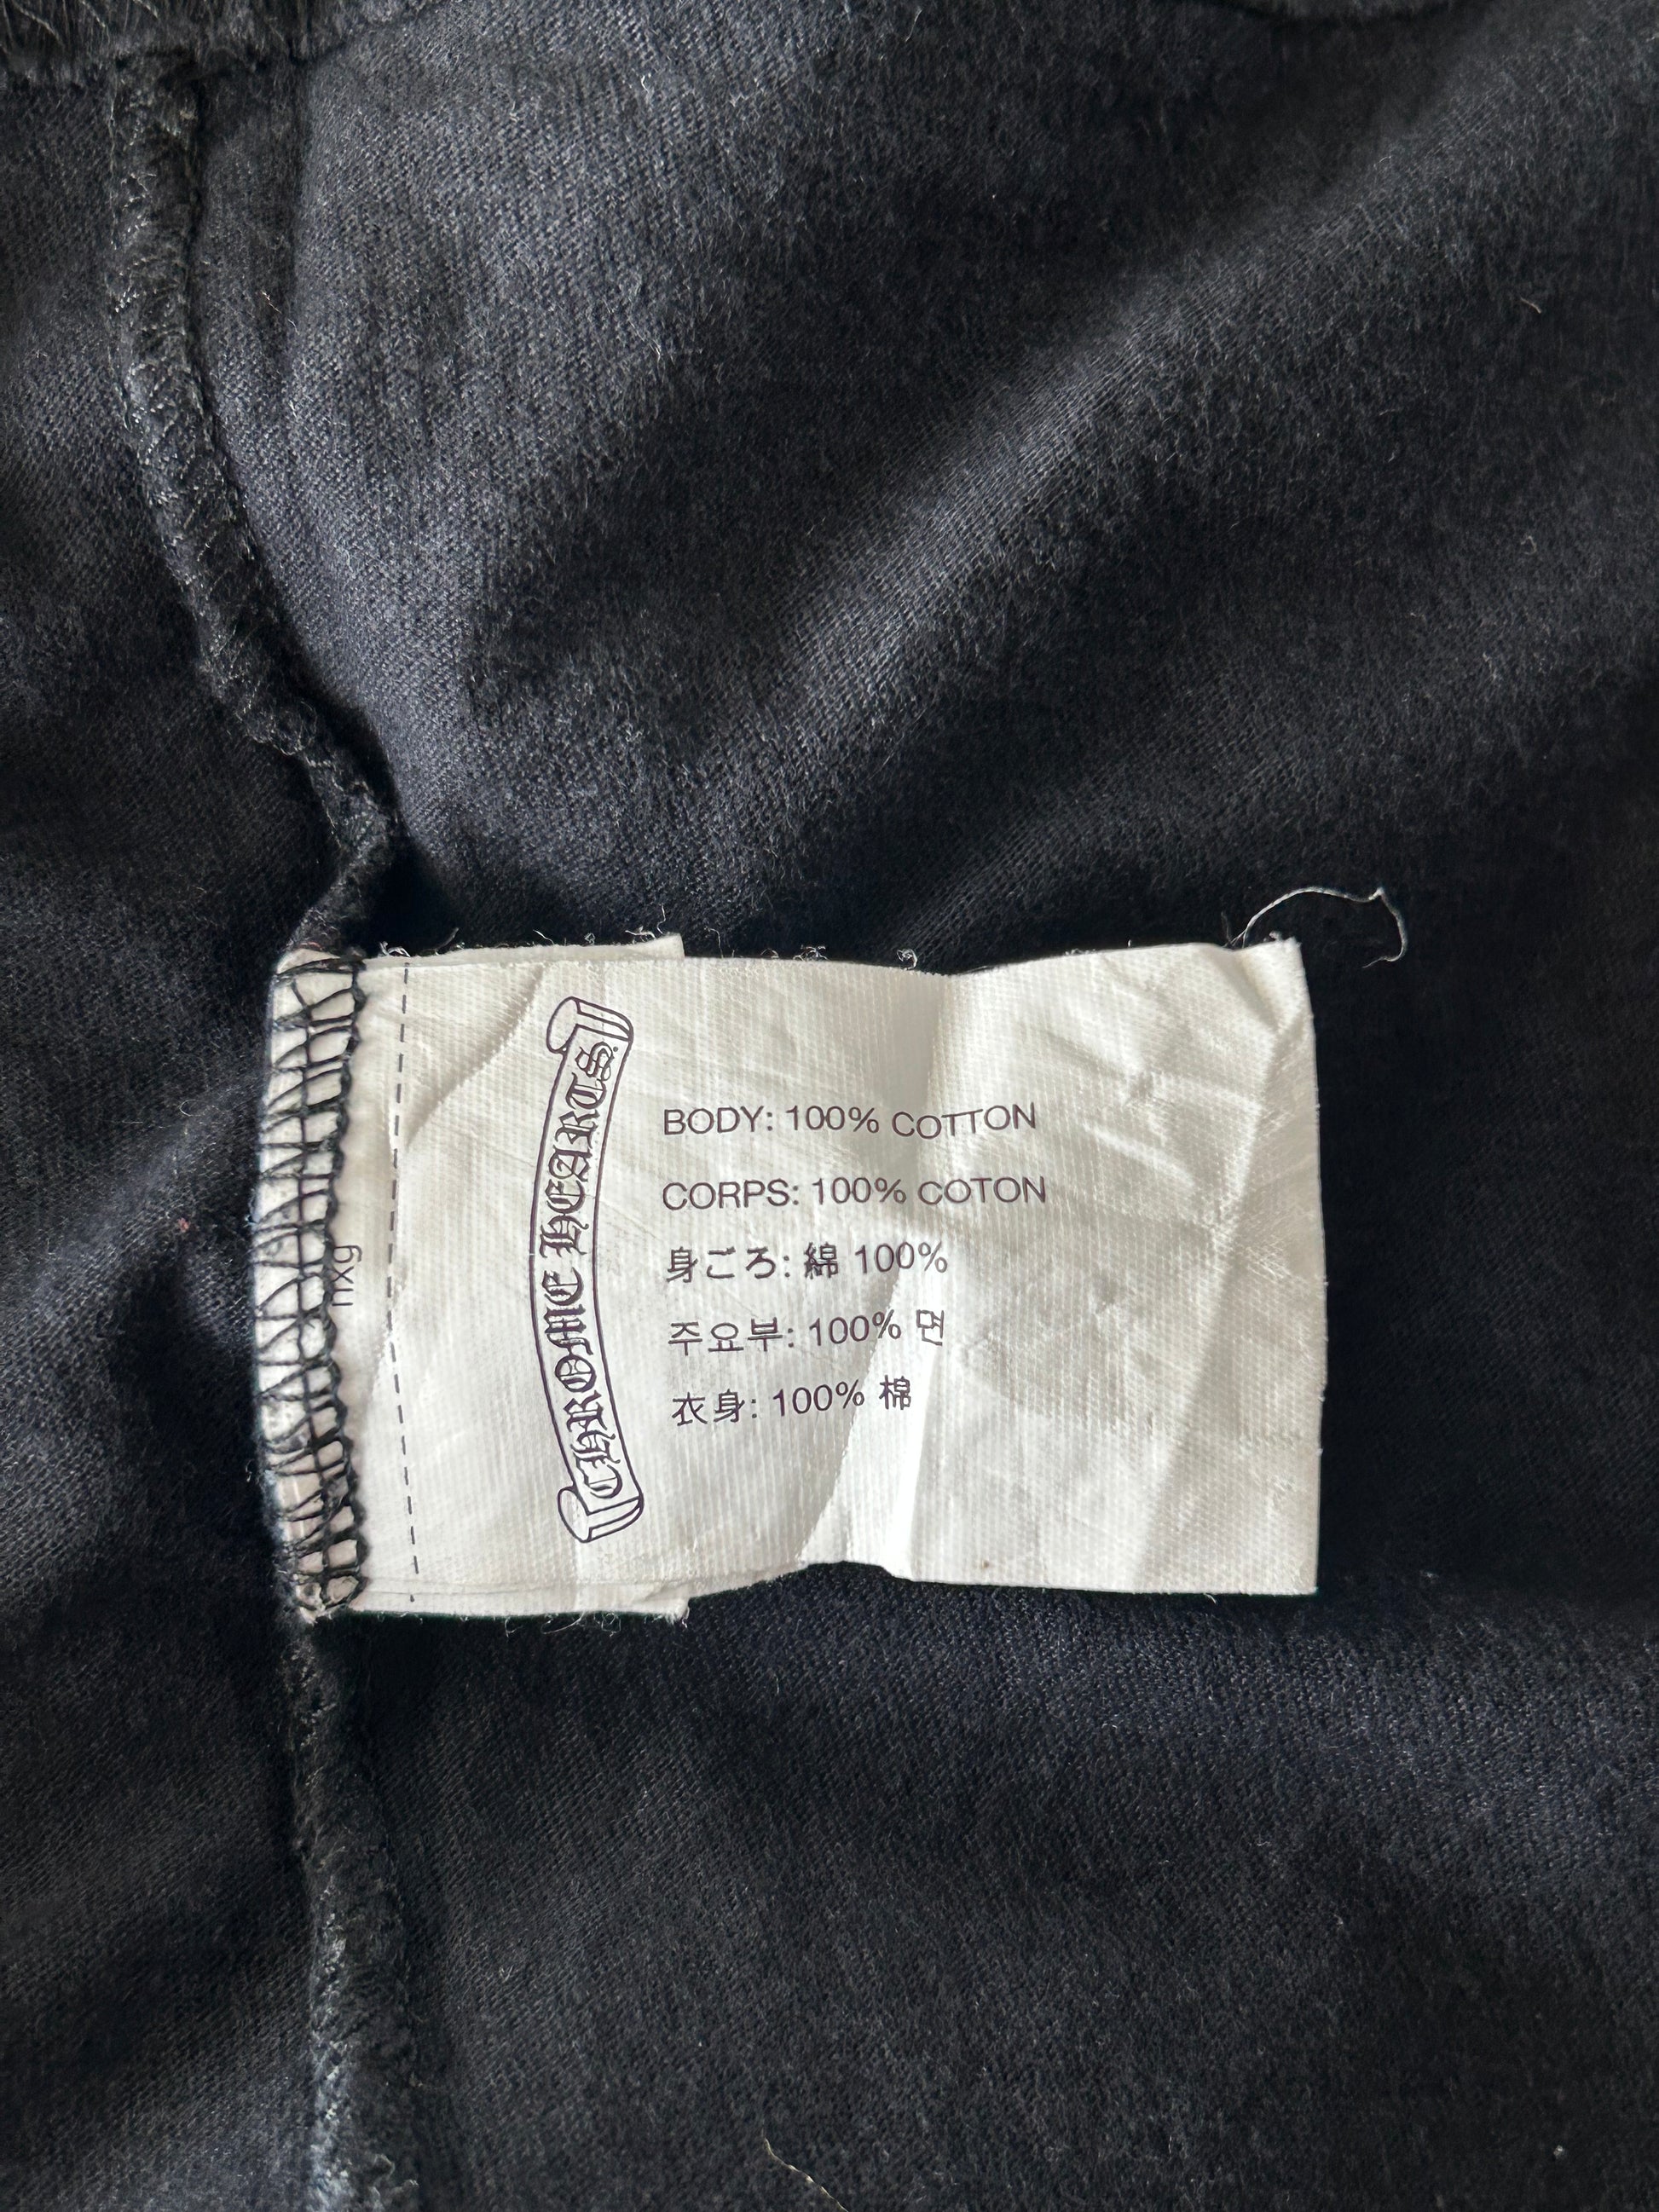 nxg
CHROME HEARTS
BODY: 100% COTTON
CORPS: 100% COTON
身ごろ: 綿 100%
주요부: 100% 면
衣身: 100% 棉